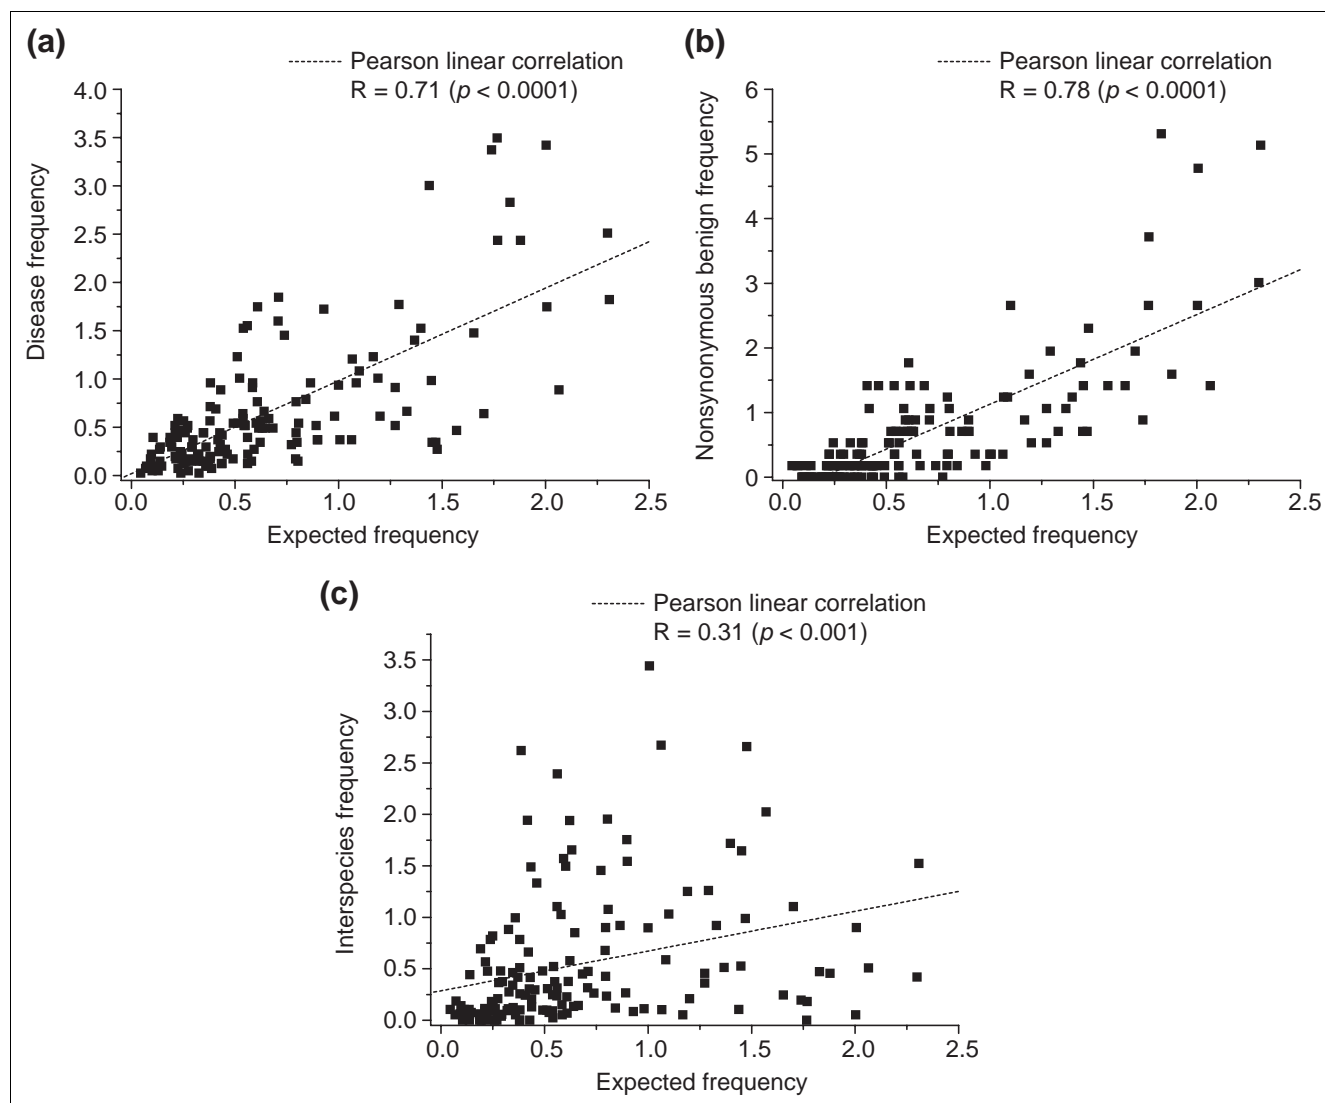 (a)
Pearson linear correlation
R = 0.71 (p < 0.0001)
Disease frequency
4.0
3.5
3.0
2.5
2.0
1.5
1.0
0.5
0.0
0.0 0.5 1.0 1.5 2.0 2.5
Expected frequency
(b)
Pearson linear correlation
R = 0.78 (p < 0.0001)
Nonsynonymous benign frequency
6
5
4
3
2
1
0
0.0 0.5 1.0 1.5 2.0 2.5
Expected frequency
(c)
Pearson linear correlation
R = 0.31 (p < 0.001)
Interspecies frequency
3.5
3.0
2.5
2.0
1.5
1.0
0.5
0.0
0.0 0.5 1.0 1.5 2.0 2.5
Expected frequency